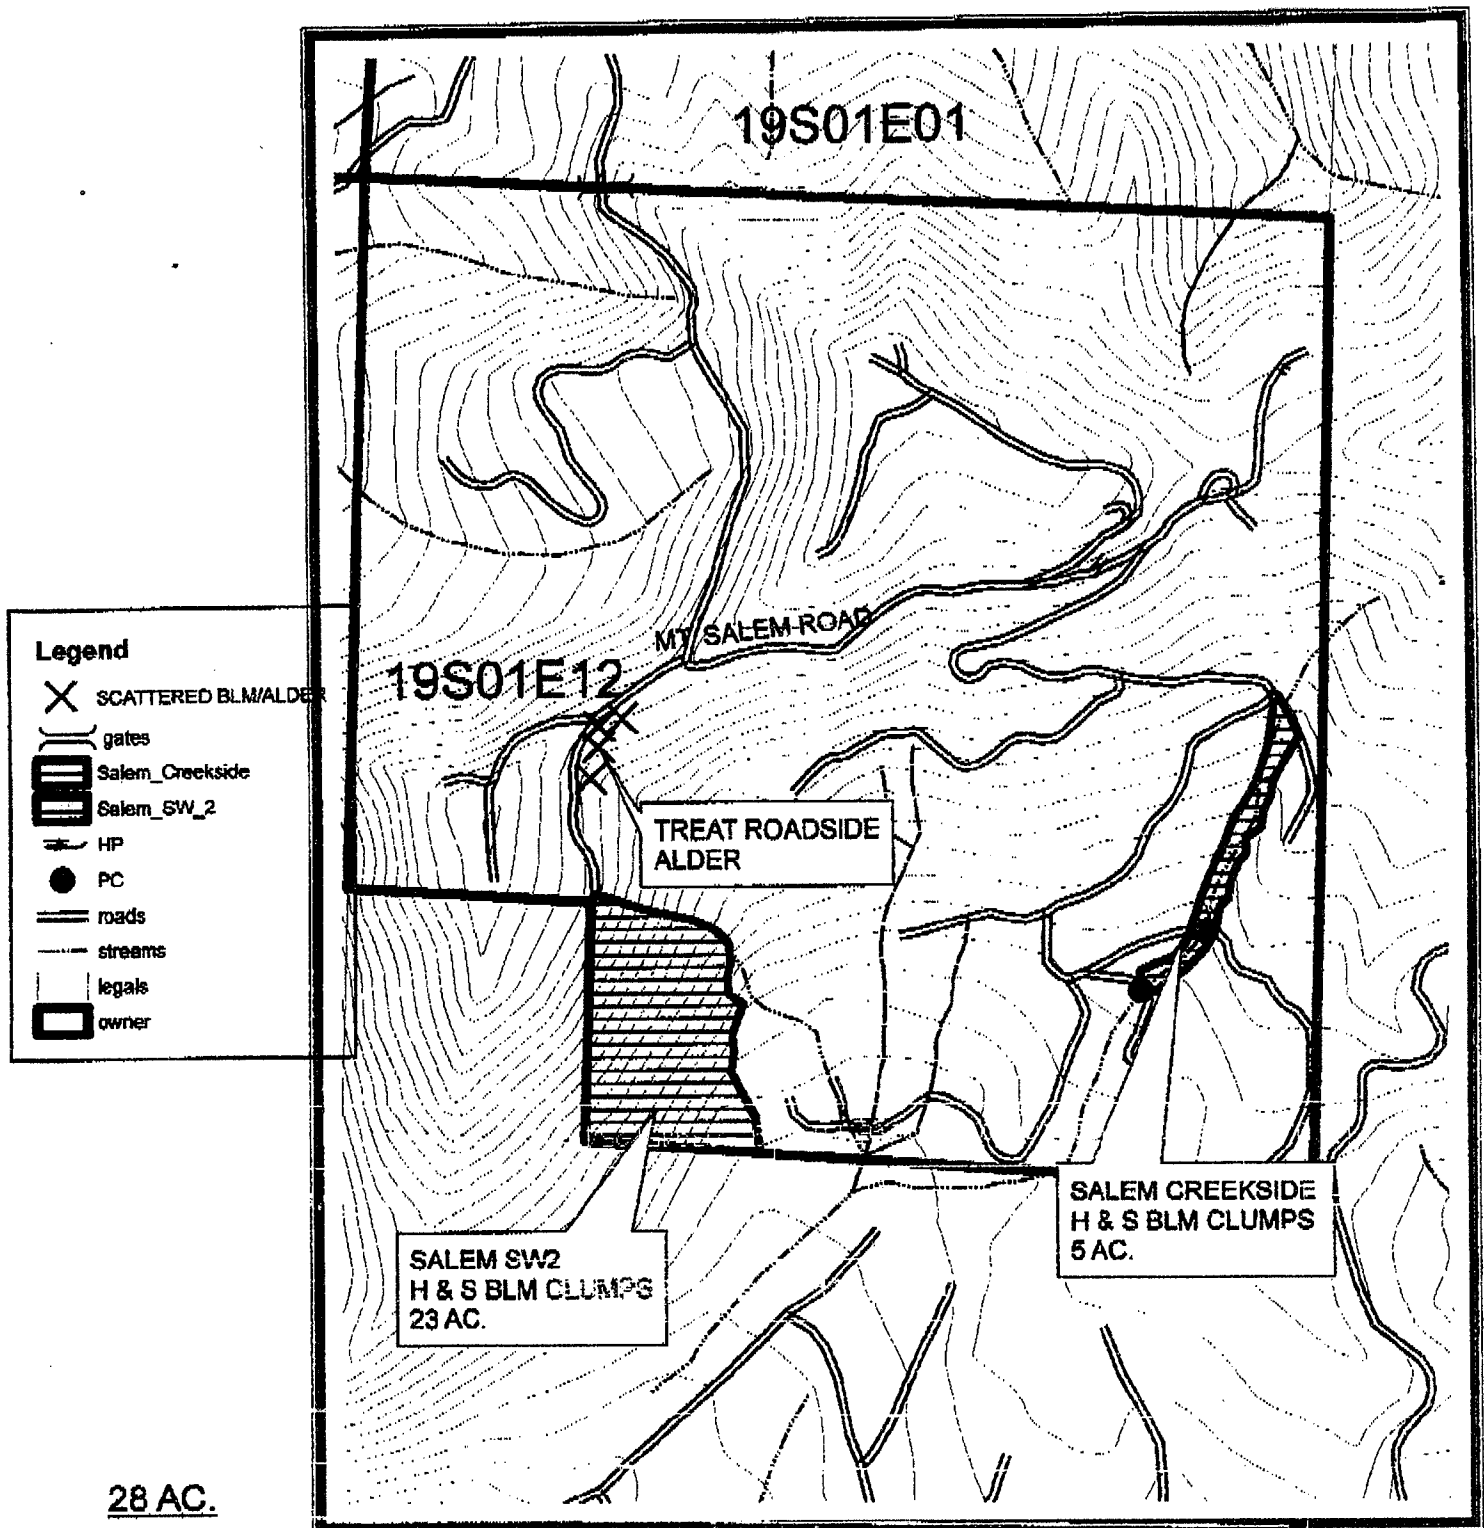 19S01E01
MT. SALEM ROAD
19S01E12
Legend
SCATTERED BLM/ALDER
gates
Salem_Creekside
Salem_SW_2
HP
PC
roads
streams
legals
owner
TREAT ROADSIDE
ALDER
SALEM CREEKSIDE
H & S BLM CLUMPS
5 AC.
SALEM SW2
H & S BLM CLUMPS
23 AC.
28 AC.